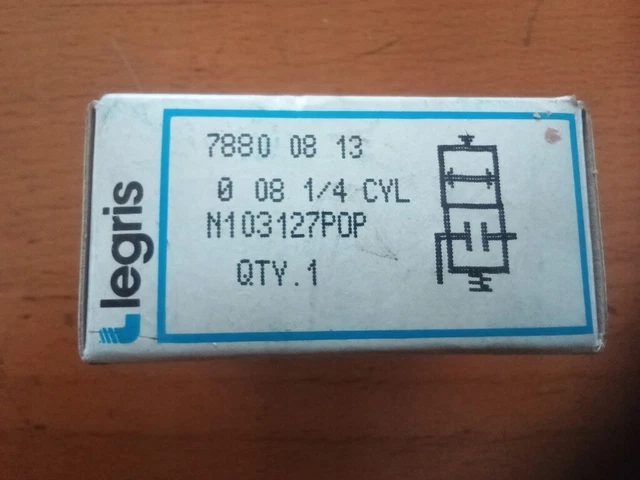 legris
7880 08 13
0 08 1/4 CYL
N103127POP
QTY.1